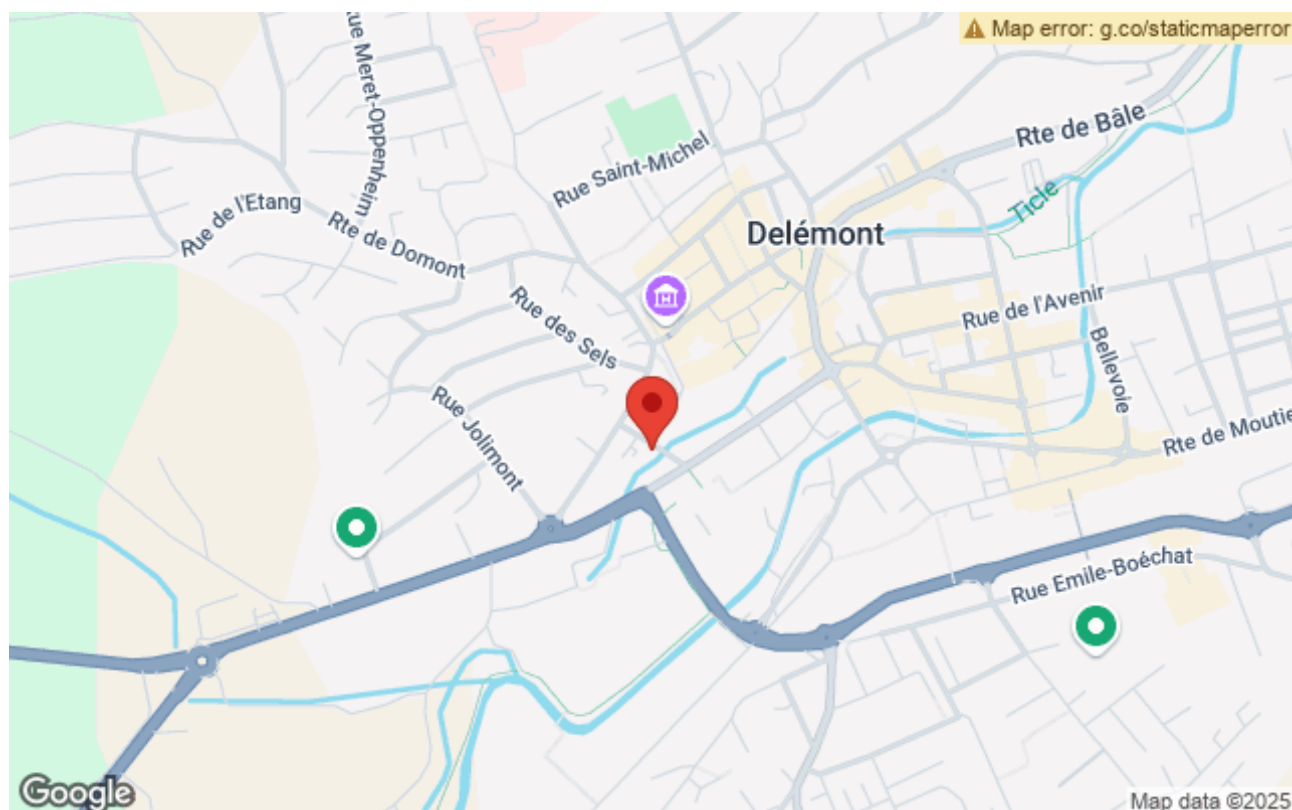 Map error: g.co/staticmaperror
Rue Meret-Oppenheim
Rte de Bâle
Rue Saint-Michel
Ticle
Rue de l'Etang
Delémont
Rte de Domont
H
Rue des Sels
Rue de l'Avenir
Bellevoie
Rue Jolimont
Rte de Moutie
Rue Emile-Boéchat
Google
Map data ©2025